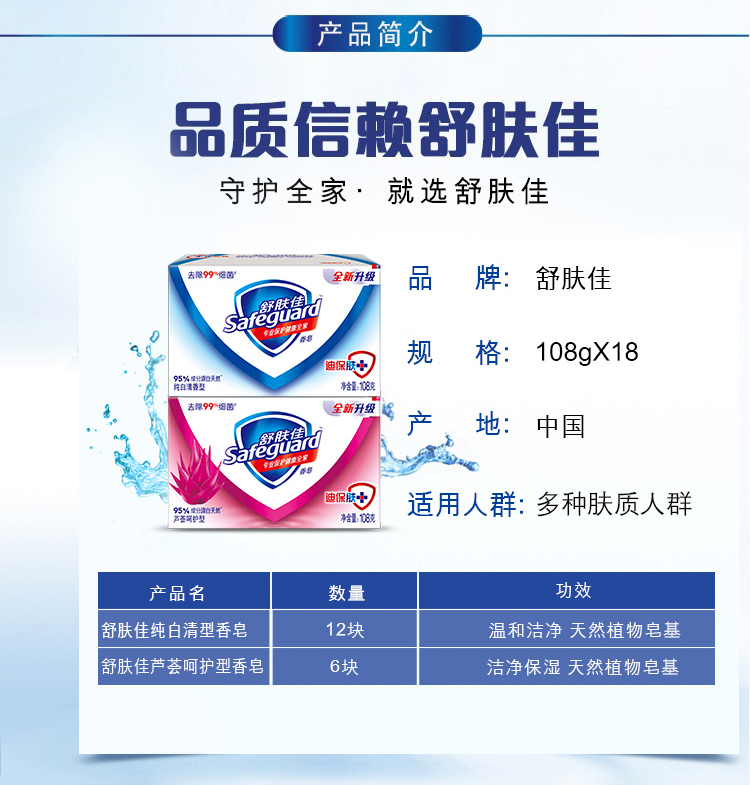 产品简介
品质信赖舒肤佳
守护全家· 就选舒肤佳
去除99%细菌
全新升级
舒肤佳
Safeguard
专业保护健康全家
香皂
迪保肤
95%成分源自天然
纯白清香型
净含量:108克
去除99%细菌
全新升级
舒肤佳
Safeguard
专业保护健康全家
香皂
迪保肤
95%成分源自天然
芦荟呵护型
净含量:108克
品 牌: 舒肤佳
规 格: 108gX18
产 地: 中国
适用人群: 多种肤质人群
产品名 数量 功效
舒肤佳纯白清型香皂 12块 温和洁净 天然植物皂基
舒肤佳芦荟呵护型香皂 6块 洁净保湿 天然植物皂基